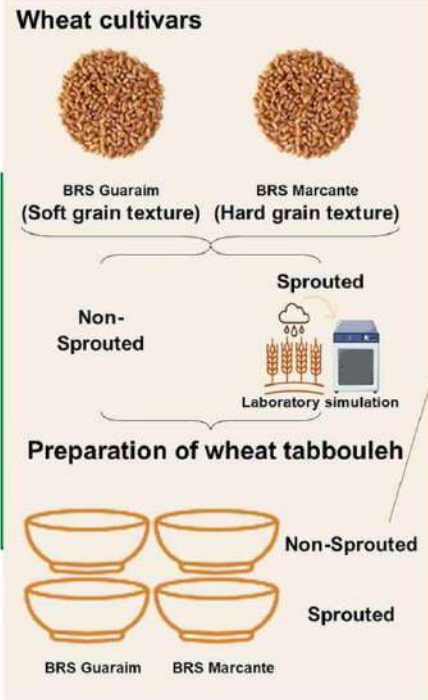 Wheat cultivars
BRS Guaraim BRS Marcante
(Soft grain texture) (Hard grain texture)
Sprouted
Non-
Sprouted
Laboratory simulation
Preparation of wheat tabbouleh
Non-Sprouted
Sprouted
BRS Guaraim BRS Marcante